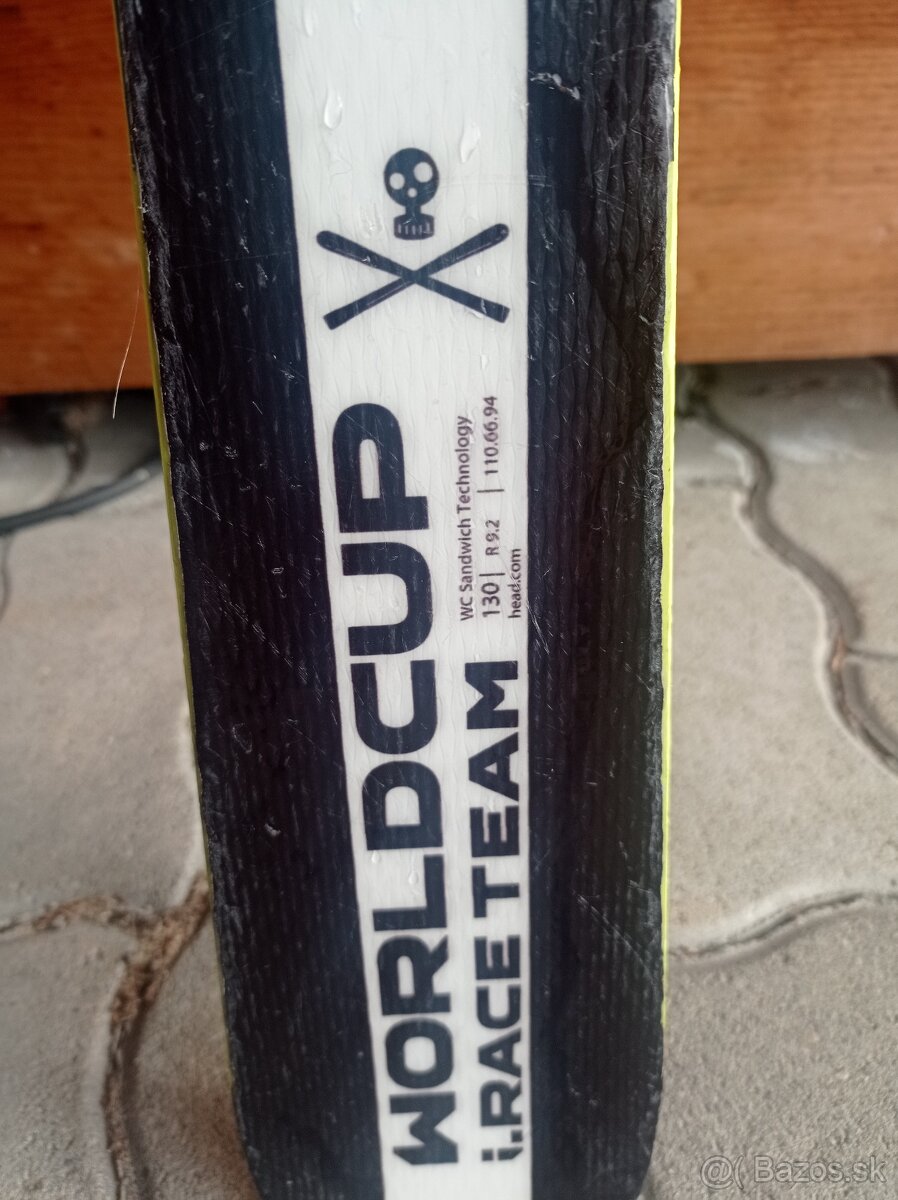 WORLDCUP
i.RACE TEAM
WC Sandwich Technology
130 | R 9.2 | 110.66.94
head.com
@( Bazos.sk